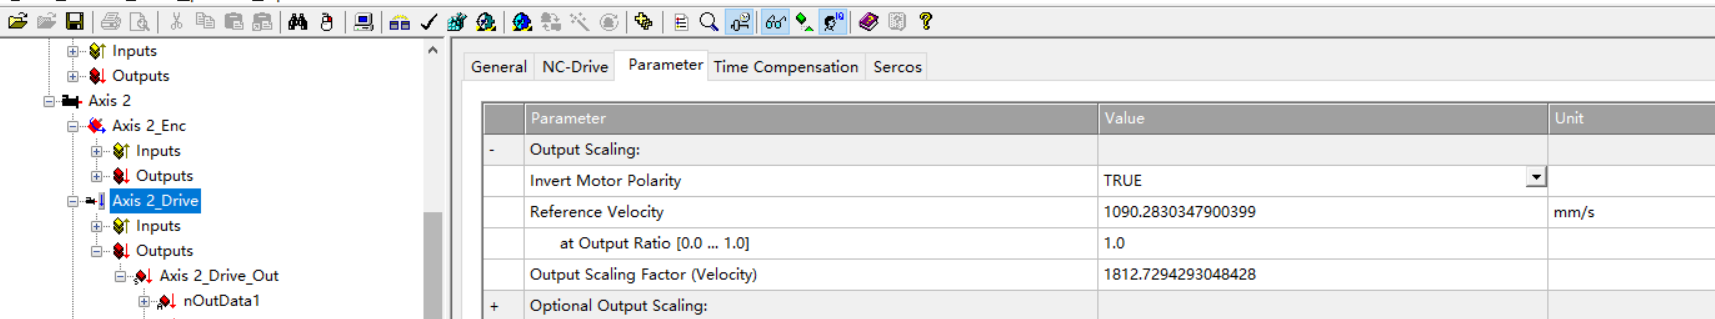 Inputs
Outputs
Axis 2
Axis 2_Enc
Inputs
Outputs
Axis 2_Drive
Inputs
Outputs
Axis 2_Drive_Out
nOutData1
General NC-Drive Parameter Time Compensation Sercos
Parameter Value Unit
- Output Scaling:
Invert Motor Polarity TRUE
Reference Velocity 1090.2830347900399 mm/s
at Output Ratio [0.0 ... 1.0] 1.0
Output Scaling Factor (Velocity) 1812.7294293048428
+ Optional Output Scaling: